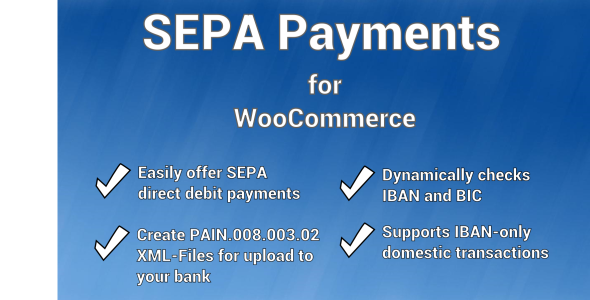 SEPA Payments
for
WooCommerce
Easily offer SEPA
direct debit payments
Dynamically checks
IBAN and BIC
Create PAIN.008.003.02
XML-Files for upload to
your bank
Supports IBAN-only
domestic transactions